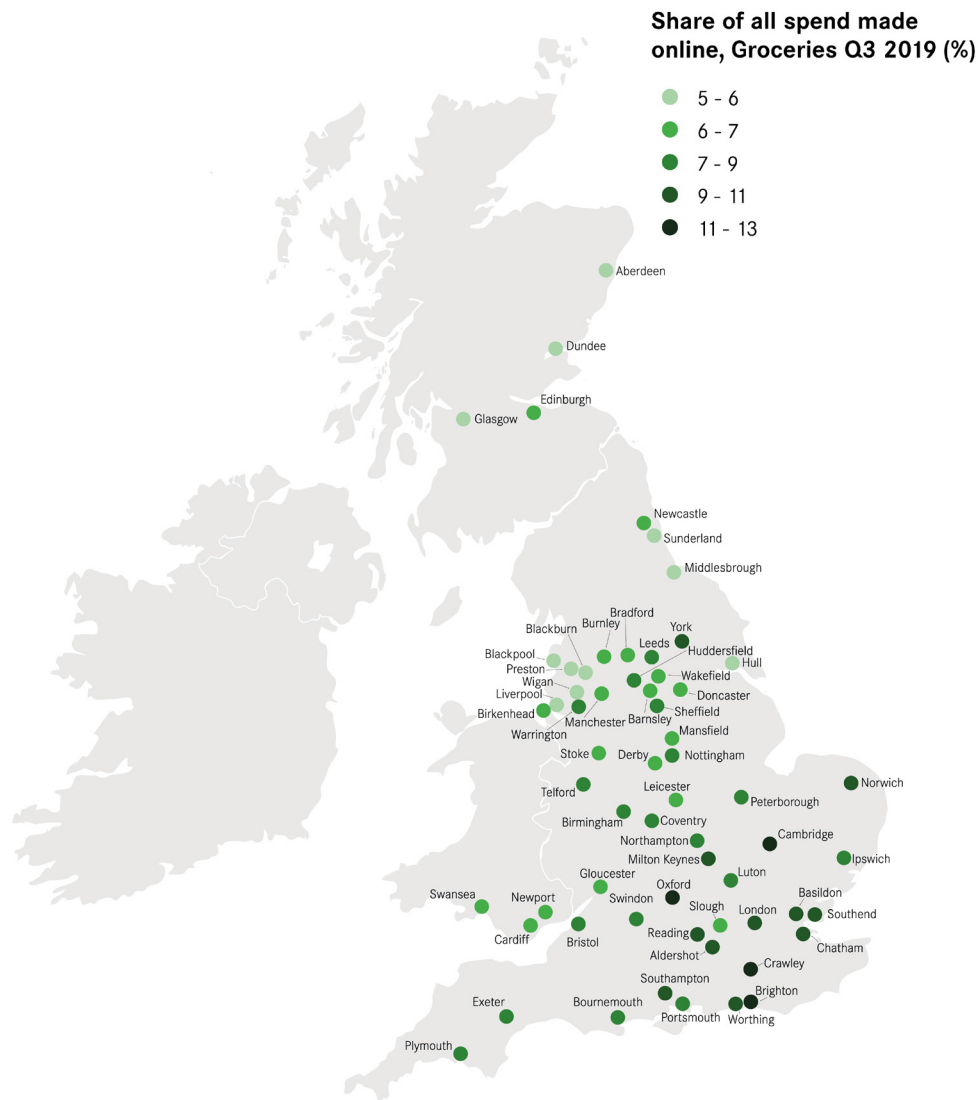 Share of all spend made
online, Groceries Q3 2019 (%)
5 - 6
6 - 7
7 - 9
9 - 11
11 - 13
Aberdeen
Dundee
Edinburgh
Glasgow
Newcastle
Sunderland
Middlesbrough
Bradford
Burnley
Blackburn
York
Leeds
Huddersfield
Blackpool
Hull
Preston
Wakefield
Wigan
Liverpool
Doncaster
Birkenhead
Sheffield
Manchester
Barnsley
Warrington
Mansfield
Stoke
Derby
Nottingham
Telford
Leicester
Norwich
Peterborough
Birmingham
Coventry
Cambridge
Northampton
Milton Keynes
Ipswich
Luton
Gloucester
Oxford
Swansea
Newport
Swindon
Slough
London
Basildon
Southend
Cardiff
Bristol
Reading
Chatham
Aldershot
Crawley
Southampton
Brighton
Exeter
Bournemouth
Portsmouth
Worthing
Plymouth